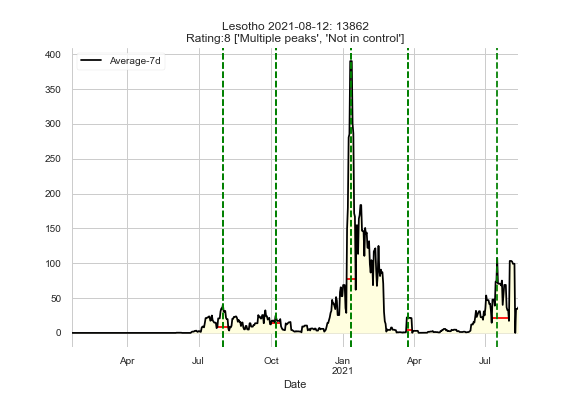 Lesotho 2021-08-12: 13862
Rating:8 ['Multiple peaks', 'Not in control']
Average-7d
400
350
300
250
200
150
100
50
0
Apr Jul Oct Jan Apr Jul
2021
Date